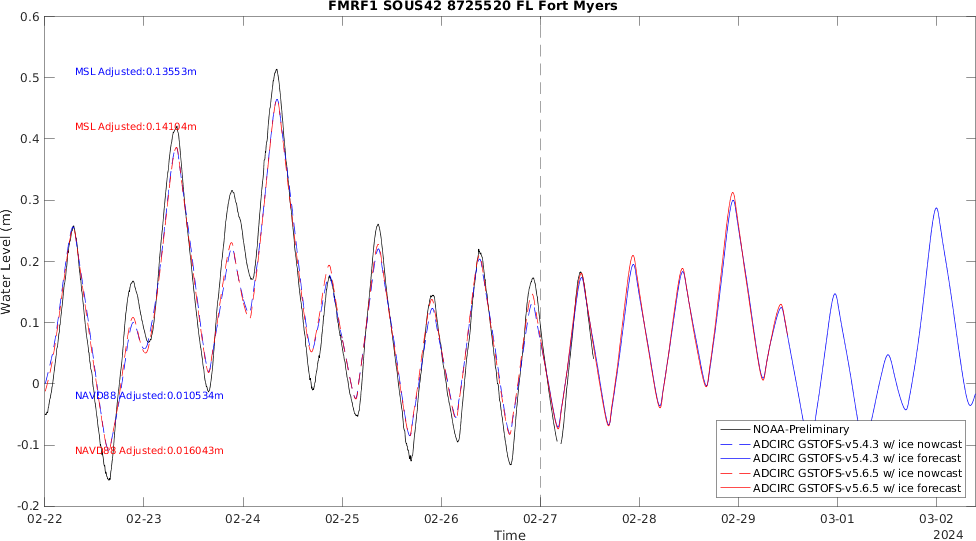 FMRF1 SOUS42 8725520 FL Fort Myers
0.6
0.5
0.4
0.3
0.2
0.1
0
-0.1
-0.2
Water Level (m)
MSL Adjusted:0.13553m
MSL Adjusted:0.14194m
NAVD88 Adjusted:0.010534m
NAVD88 Adjusted:0.016043m
NOAA-Preliminary
ADCIRC GSTOFS-v5.4.3 w/ ice nowcast
ADCIRC GSTOFS-v5.4.3 w/ ice forecast
ADCIRC GSTOFS-v5.6.5 w/ ice nowcast
ADCIRC GSTOFS-v5.6.5 w/ ice forecast
02-22 02-23 02-24 02-25 02-26 02-27 02-28 02-29 03-01 03-02
Time
2024